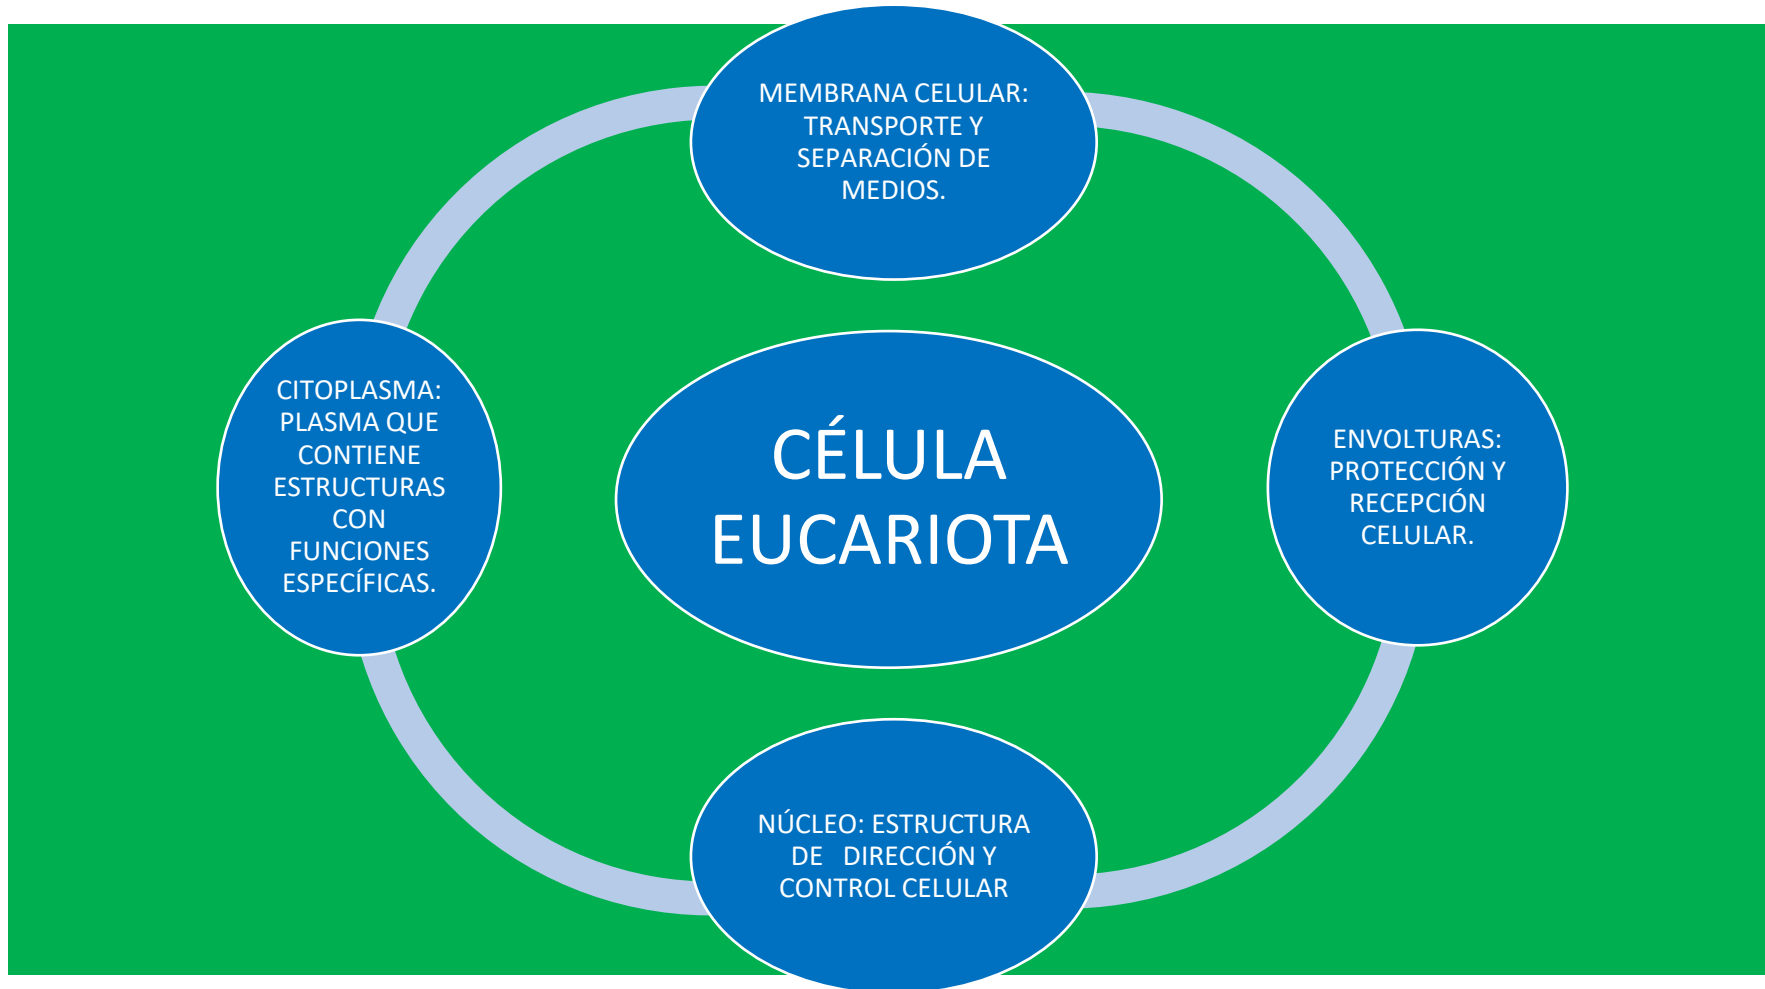 MEMBRANA CELULAR:
TRANSPORTE Y
SEPARACIÓN DE
MEDIOS.
ENVOLTURAS:
PROTECCIÓN Y
RECEPCIÓN
CELULAR.
NÚCLEO: ESTRUCTURA
DE   DIRECCIÓN Y
CONTROL CELULAR
CITOPLASMA:
PLASMA QUE
CONTIENE
ESTRUCTURAS
CON
FUNCIONES
ESPECÍFICAS.
CÉLULA
EUCARIOTA